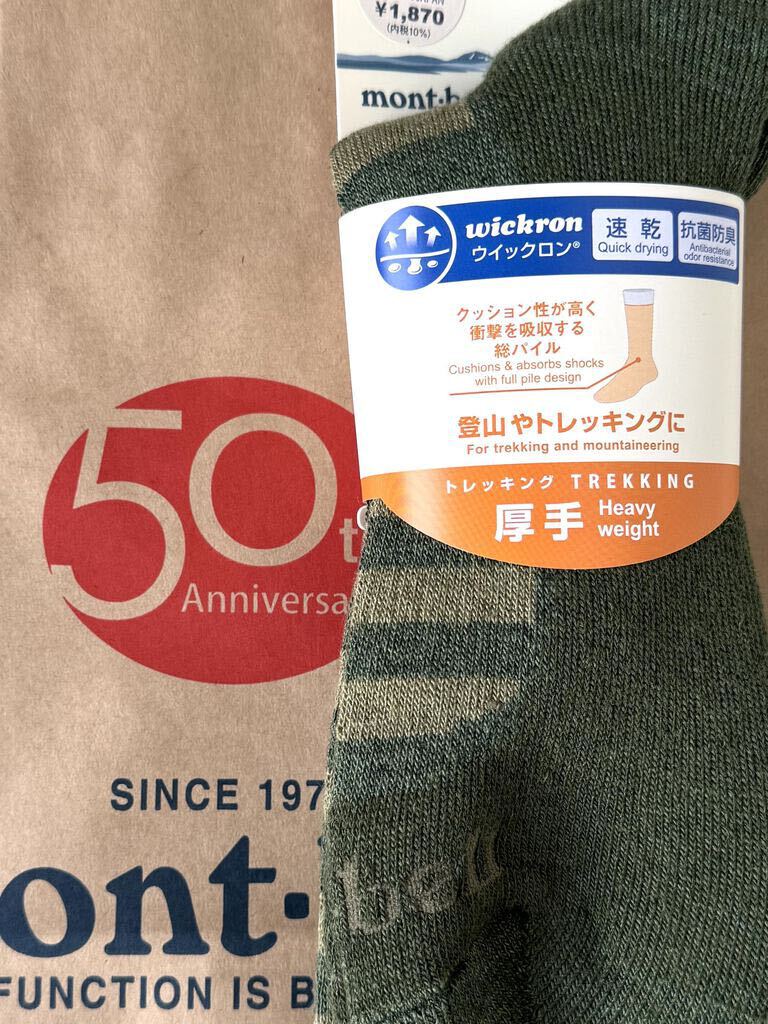 ¥1,870
(内税10%)
mont·b
wickron
ウイックロン®
速乾
Quick drying
抗菌防臭
Antibacterial
odor resistance
クッション性が高く
衝撃を吸収する
総パイル
Cushions & absorbs shocks
with full pile design
登山やトレッキングに
For trekking and mountaineering
トレッキング TREKKING
厚手 Heavy
weight
50t
Anniversa
SINCE 197
ont·
bell
FUNCTION IS B